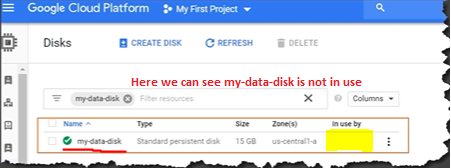 Google Cloud Platform
My First Project
Disks
CREATE DISK
REFRESH
DELETE
Here we can see my-data-disk is not in use
my-data-disk
Filter resources
Columns
Name
Type
Size
Zone(s)
In use by
my-data-disk
Standard persistent disk
15 GB
us-central1-a